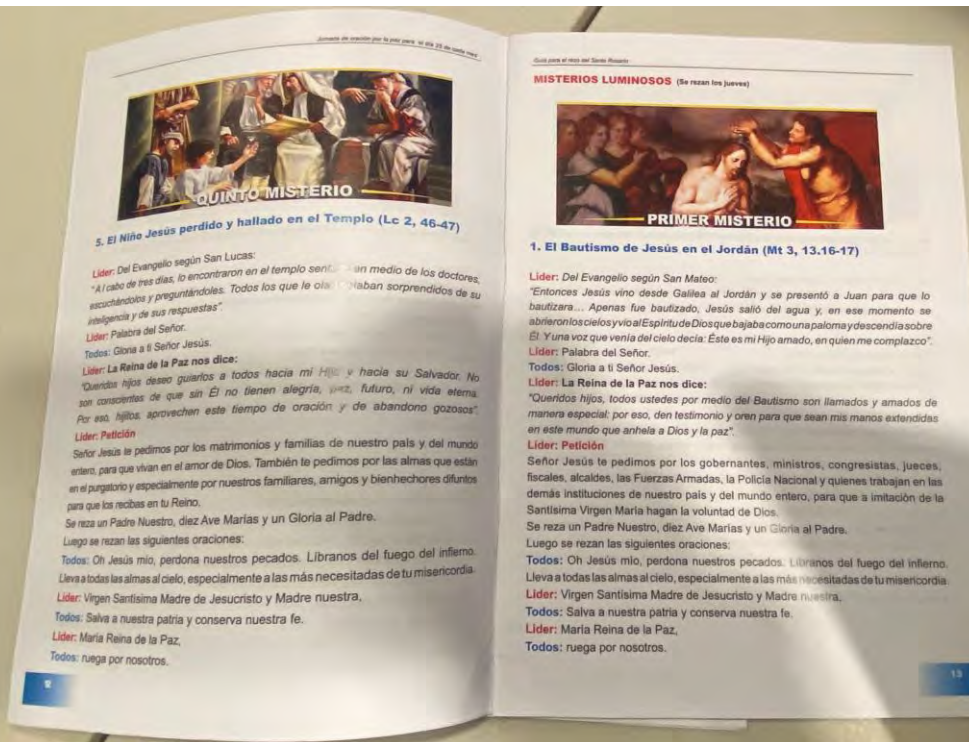 Jornada de oración por la paz para el día 25 de cada mes
QUINTO MISTERIO
5. El Niño Jesús perdido y hallado en el Templo (Lc 2, 46-47)
Líder: Del Evangelio según San Lucas:
"Al cabo de tres días, lo encontraron en el templo en medio de los doctores,
escuchándolos y preguntándoles. Todos los que le sorprendidos de su
inteligencia y de sus respuestas".
Líder: Palabra del Señor.
Todos: Gloria a ti Señor Jesús.
Líder: La Reina de la Paz nos dice:
"Queridos hijos deseo guiarlos a todos hacia mi Hijo y hacia su Salvador. No
son conscientes de que sin Él no tienen alegría, paz, futuro, ni vida eterna.
Por eso, hijitos, aprovechen este tiempo de oración y de abandono gozosos".
Líder: Petición
Señor Jesús te pedimos por los matrimonios y familias de nuestro país y del mundo
entero, para que vivan en el amor de Dios. También te pedimos por las almas que están
en el purgatorio y especialmente por nuestros familiares, amigos y bienhechores difuntos
para que los recibas en tu Reino.
Se reza un Padre Nuestro, diez Ave Marías y un Gloria al Padre.
Luego se rezan las siguientes oraciones:
Todos: Oh Jesús mío, perdona nuestros pecados. Líbranos del fuego del infierno.
Lleva a todas las almas al cielo, especialmente a las más necesitadas de tu misericordia.
Líder: Virgen Santísima Madre de Jesucristo y Madre nuestra,
Todos: Salva a nuestra patria y conserva nuestra fe.
Líder: María Reina de la Paz,
Todos: ruega por nosotros.
Guía para el rezo del Santo Rosario
MISTERIOS LUMINOSOS (Se rezan los jueves)
PRIMER MISTERIO
1. El Bautismo de Jesús en el Jordán (Mt 3, 13.16-17)
Líder: Del Evangelio según San Mateo:
"Entonces Jesús vino desde Galilea al Jordán y se presentó a Juan para que lo
bautizara... Apenas fue bautizado, Jesús salió del agua y, en ese momento se
abrieron los cielos y vio al Espíritu de Dios que bajaba como una paloma y descendía sobre
Él. Y una voz que venía del cielo decía: Éste es mi Hijo amado, en quien me complazco".
Líder: Palabra del Señor.
Todos: Gloria a ti Señor Jesús.
Líder: La Reina de la Paz nos dice:
"Queridos hijos, todos ustedes por medio del Bautismo son llamados y amados de
manera especial: por eso, den testimonio y oren para que sean mis manos extendidas
en este mundo que anhela a Dios y la paz".
Líder: Petición
Señor Jesús te pedimos por los gobernantes, ministros, congresistas, jueces,
fiscales, alcaldes, las Fuerzas Armadas, la Policía Nacional y quienes trabajan en las
demás instituciones de nuestro país y del mundo entero, para que a imitación de la
Santísima Virgen María hagan la voluntad de Dios.
Se reza un Padre Nuestro, diez Ave Marías y un Gloria al Padre.
Luego se rezan las siguientes oraciones:
Todos: Oh Jesús mío, perdona nuestros pecados. Líbranos del fuego del infierno.
Lleva a todas las almas al cielo, especialmente a las más necesitadas de tu misericordia.
Líder: Virgen Santísima Madre de Jesucristo y Madre nuestra,
Todos: Salva a nuestra patria y conserva nuestra fe.
Líder: María Reina de la Paz,
Todos: ruega por nosotros.
13